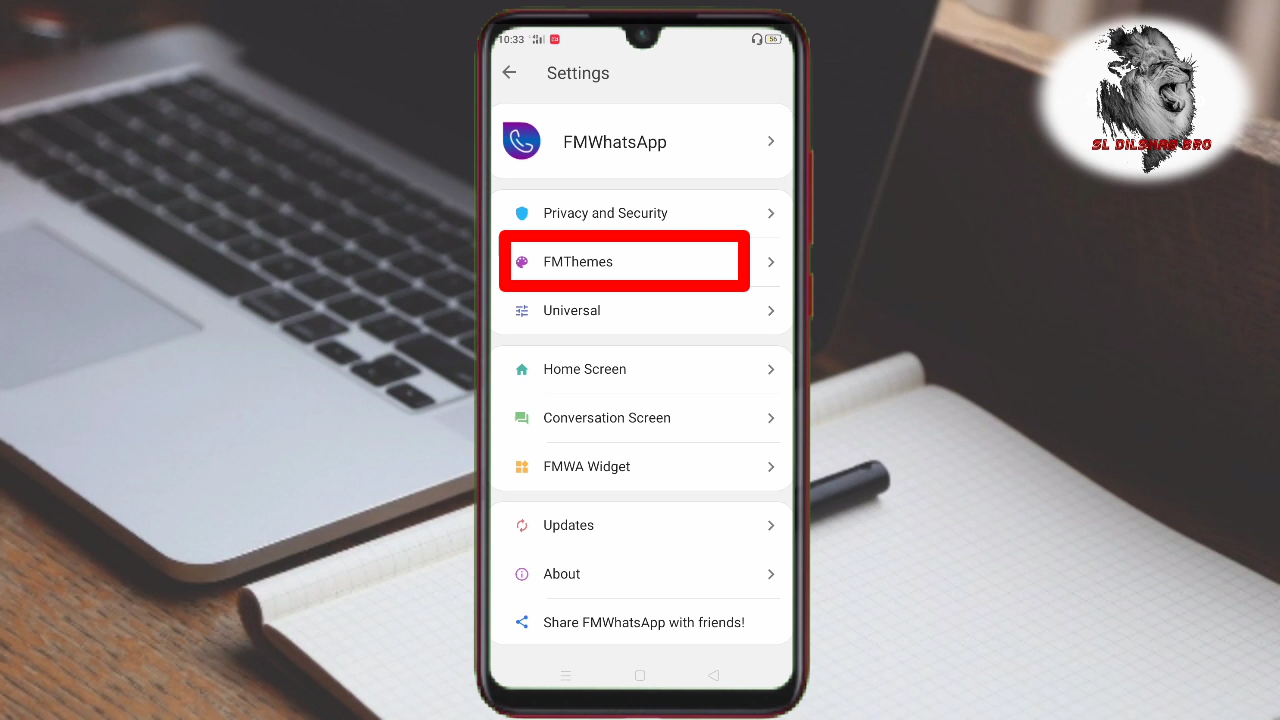 10:33
56
Settings
FMWhatsApp
Privacy and Security
FMThemes
Universal
Home Screen
Conversation Screen
FMWA Widget
Updates
About
Share FMWhatsApp with friends!
SL DILSHAN BRO